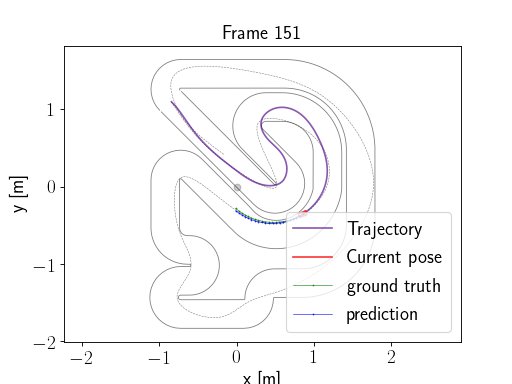 Frame 151
y [m]
1
0
−1
−2
−2
−1
0
1
2
x [m]
Trajectory
Current pose
ground truth
prediction